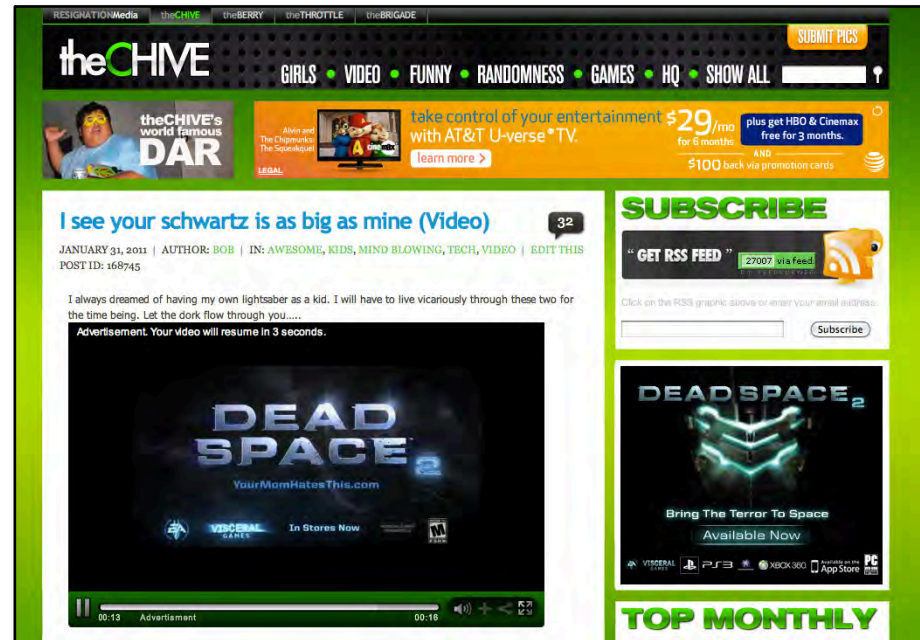 RESIGNATIONMedia theCHIVE theBERRY theTHROTTLE theBRIGADE
SUBMIT PICS
theCHIVE
GIRLS • VIDEO • FUNNY • RANDOMNESS • GAMES • HQ • SHOW ALL
theCHIVE's
world famous
DAR
Alvin and
The Chipmunks:
The Squeakquel
LEGAL
cinemax
take control of your entertainment
with AT&T U-verse® TV.
learn more >
$29/mo
for 6 months
plus get HBO & Cinemax
free for 3 months.
AND
$100 back via promotion cards
at&t
I see your schwartz is as big as mine (Video)
32
JANUARY 31, 2011 | AUTHOR: BOB | IN: AWESOME, KIDS, MIND BLOWING, TECH, VIDEO | EDIT THIS
POST ID: 168745
I always dreamed of having my own lightsaber as a kid. I will have to live vicariously through these two for
the time being. Let the dork flow through you.....
Advertisement. Your video will resume in 3 seconds.
DEAD
SPACE 2
YourMomHatesThis.com
EA
VISCERAL
GAMES
In Stores Now
M
00:13 Advertisment 00:16
SUBSCRIBE
" GET RSS FEED "
27007 via feed
Click on the RSS graphic above or enter your email address.
Subscribe
DEAD SPACE 2
Bring The Terror To Space
Available Now
VISCERAL
GAMES
PS3
XBOX 360
Available on the
App Store
PC
TOP MONTHLY